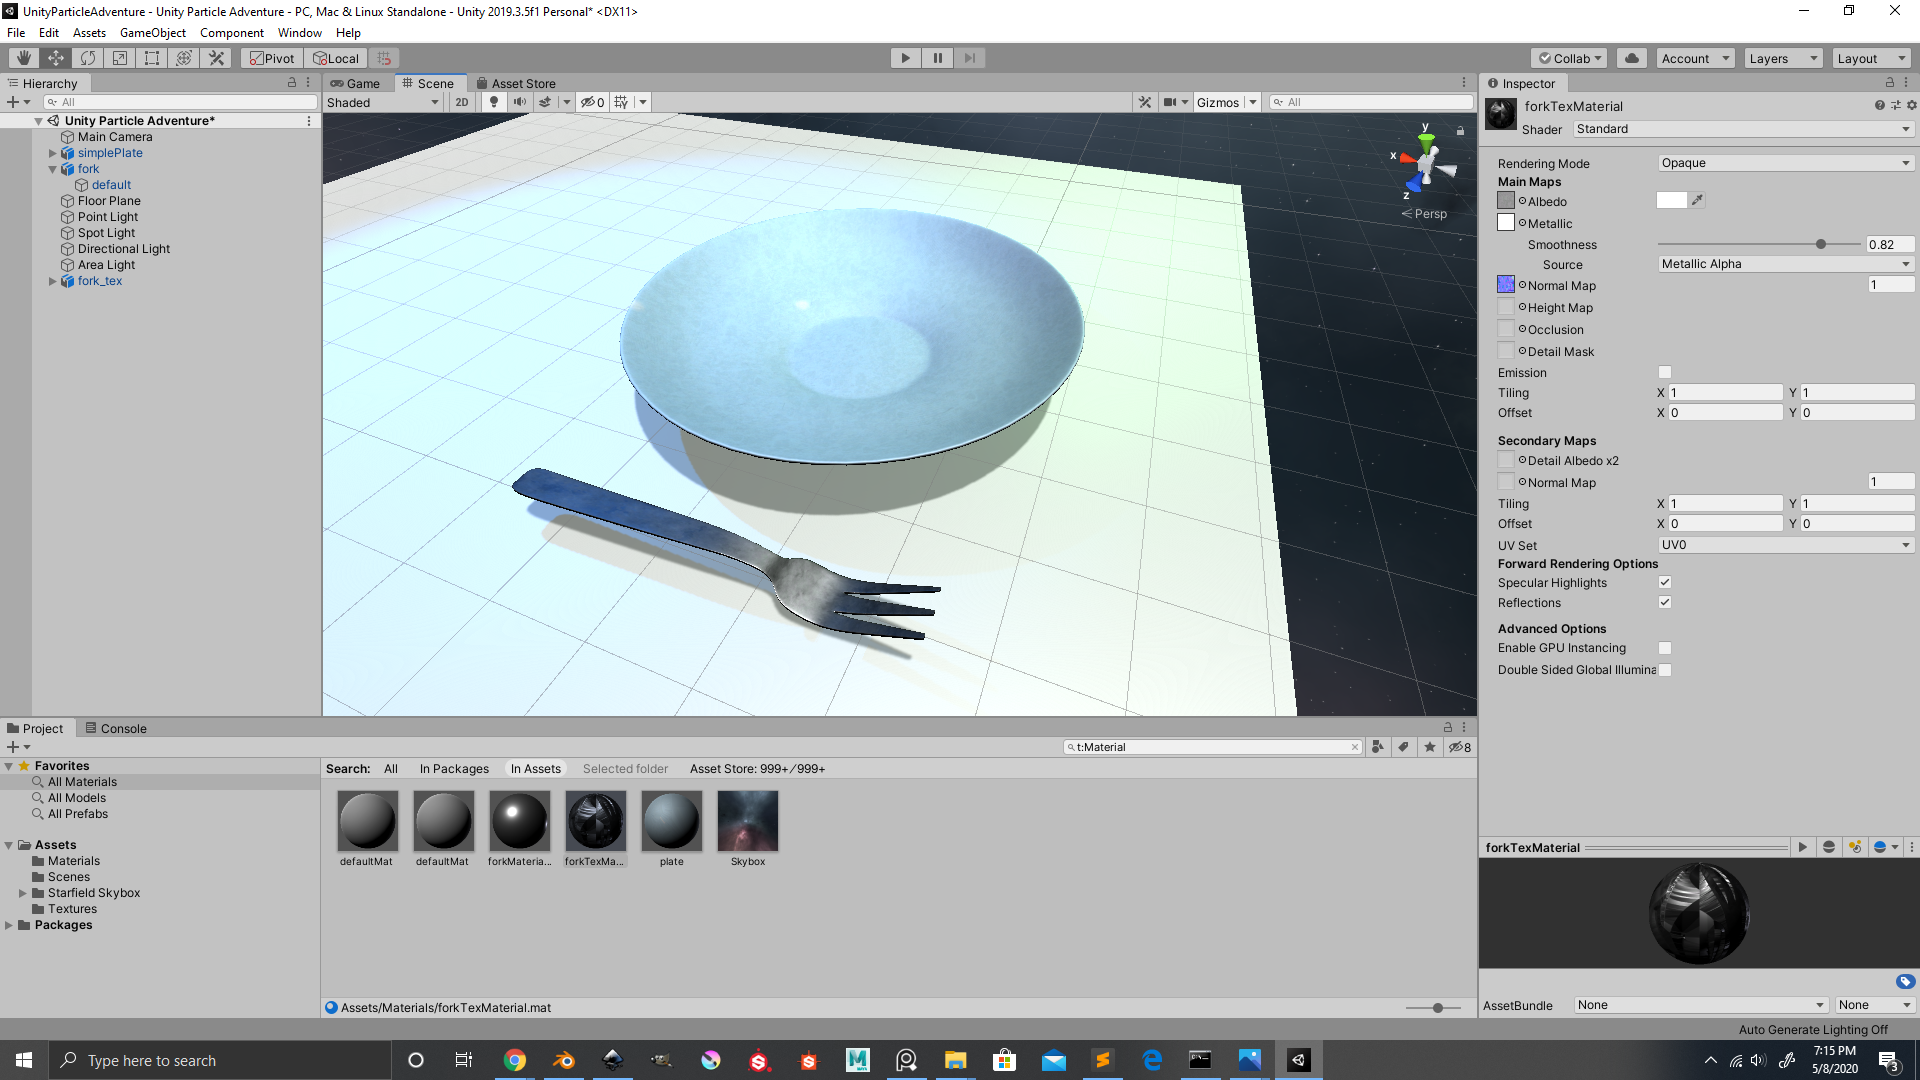 UnityParticleAdventure - Unity Particle Adventure - PC, Mac & Linux Standalone - Unity 2019.3.5f1 Personal* <DX11>
File Edit Assets GameObject Component Window Help
Pivot Local Collab Account Layers Layout
Hierarchy
All
Unity Particle Adventure*
Main Camera
simplePlate
fork
default
Floor Plane
Point Light
Spot Light
Directional Light
Area Light
fork_tex
Game Scene Asset Store
Shaded 2D 0 Gizmos All
y
x
z
Persp
Inspector
forkTexMaterial
Shader Standard
Rendering Mode Opaque
Main Maps
Albedo
Metallic
Smoothness 0.82
Source Metallic Alpha
Normal Map 1
Height Map
Occlusion
Detail Mask
Emission
Tiling X 1 Y 1
Offset X 0 Y 0
Secondary Maps
Detail Albedo x2
Normal Map 1
Tiling X 1 Y 1
Offset X 0 Y 0
UV Set UV0
Forward Rendering Options
Specular Highlights
Reflections
Advanced Options
Enable GPU Instancing
Double Sided Global Illumina
Project Console
t:Material
8
Favorites
All Materials
All Models
All Prefabs
Assets
Materials
Scenes
Starfield Skybox
Textures
Packages
Search: All In Packages In Assets Selected folder Asset Store: 999+/999+
defaultMat defaultMat forkMateria... forkTexMa... plate Skybox
Assets/Materials/forkTexMaterial.mat
forkTexMaterial
AssetBundle None None
Auto Generate Lighting Off
Type here to search
7:15 PM
5/8/2020
3